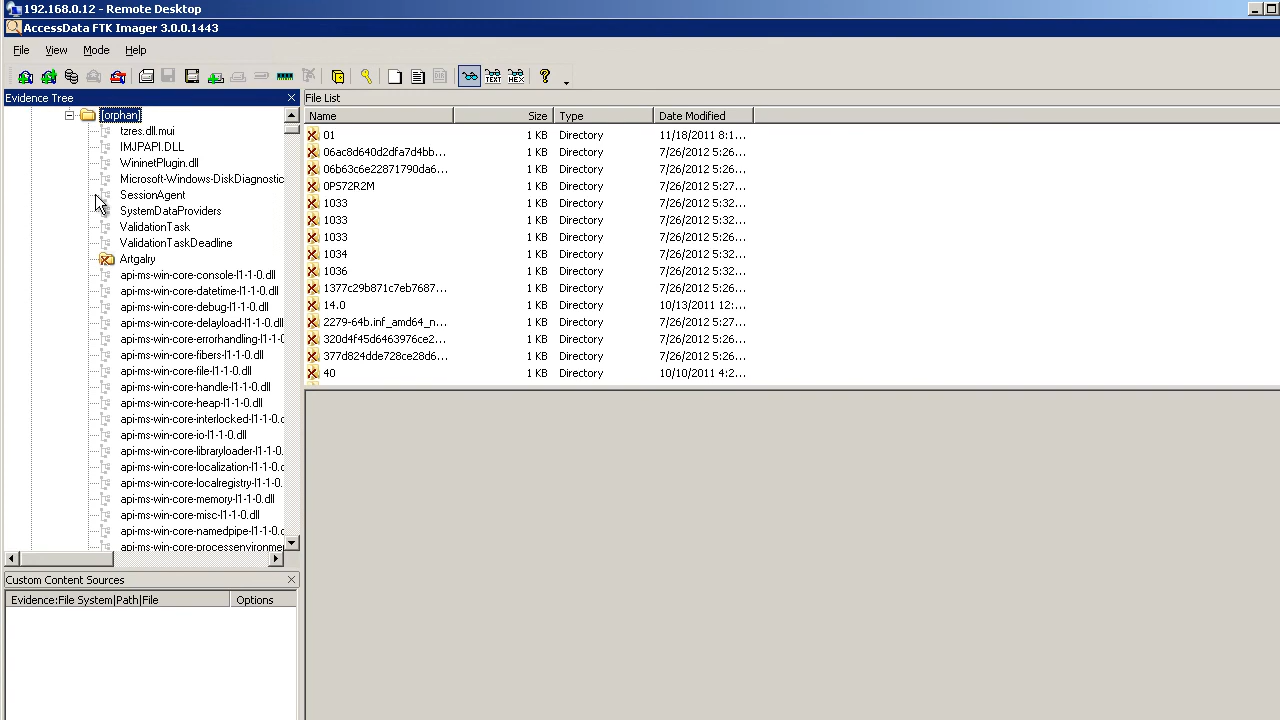 192.168.0.12 - Remote Desktop
AccessData FTK Imager 3.0.0.1443
File View Mode Help
Evidence Tree
[orphan]
tzres.dll.mui
IMJPAPI.DLL
WininetPlugin.dll
Microsoft-Windows-DiskDiagnostic
SessionAgent
SystemDataProviders
ValidationTask
ValidationTaskDeadline
Artgalry
api-ms-win-core-console-l1-1-0.dll
api-ms-win-core-datetime-l1-1-0.dll
api-ms-win-core-debug-l1-1-0.dll
api-ms-win-core-delayload-l1-1-0.dll
api-ms-win-core-errorhandling-l1-1-0
api-ms-win-core-fibers-l1-1-0.dll
api-ms-win-core-file-l1-1-0.dll
api-ms-win-core-handle-l1-1-0.dll
api-ms-win-core-heap-l1-1-0.dll
api-ms-win-core-interlocked-l1-1-0.
api-ms-win-core-io-l1-1-0.dll
api-ms-win-core-libraryloader-l1-1-0.
api-ms-win-core-localization-l1-1-0.d
api-ms-win-core-localregistry-l1-1-0.
api-ms-win-core-memory-l1-1-0.dll
api-ms-win-core-misc-l1-1-0.dll
api-ms-win-core-namedpipe-l1-1-0.d
api-ms-win-core-processenvironme
Custom Content Sources
Evidence:File System|Path|File Options
File List
Name Size Type Date Modified
01 1 KB Directory 11/18/2011 8:1...
06ac8d640d2dfa7d4bb... 1 KB Directory 7/26/2012 5:26...
06b63c6e22871790da6... 1 KB Directory 7/26/2012 5:26...
0PS72R2M 1 KB Directory 7/26/2012 5:27...
1033 1 KB Directory 7/26/2012 5:32...
1033 1 KB Directory 7/26/2012 5:32...
1033 1 KB Directory 7/26/2012 5:26...
1034 1 KB Directory 7/26/2012 5:32...
1036 1 KB Directory 7/26/2012 5:32...
1377c29b871c7eb7687... 1 KB Directory 7/26/2012 5:26...
14.0 1 KB Directory 10/13/2011 12:...
2279-64b.inf_amd64_n... 1 KB Directory 7/26/2012 5:27...
320d4f45d6463976ce2... 1 KB Directory 7/26/2012 5:26...
377d824dde728ce28d6... 1 KB Directory 7/26/2012 5:26...
40 1 KB Directory 10/10/2011 4:2...